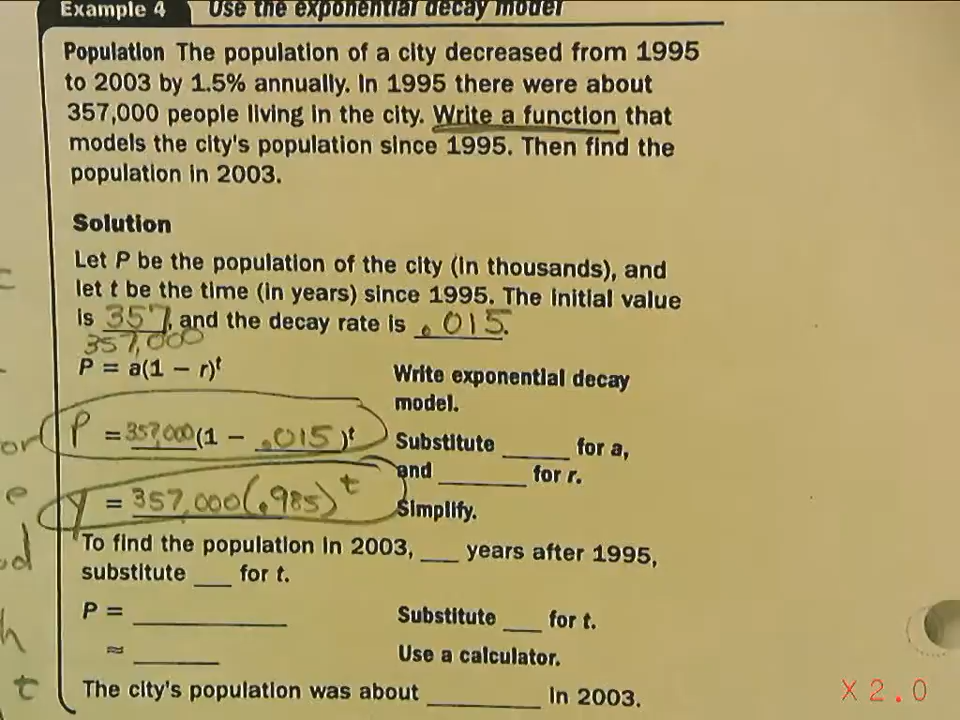 Example 4 Use the exponential decay model
Population The population of a city decreased from 1995
to 2003 by 1.5% annually. In 1995 there were about
357,000 people living in the city. Write a function that
models the city's population since 1995. Then find the
population in 2003.
Solution
Let P be the population of the city (in thousands), and
let t be the time (in years) since 1995. The initial value
is 357, and the decay rate is .015.
357,000
P = a(1 − r)^t
Write exponential decay
model.
P = 357,000(1 − .015)^t
Substitute ____ for a,
and ____ for r.
y = 357,000(.985)^t
Simplify.
To find the population in 2003, ___ years after 1995,
substitute ___ for t.
P = ____
Substitute ___ for t.
≈ ____
Use a calculator.
The city's population was about ____ in 2003.
or
e
d
h
t
X2.0